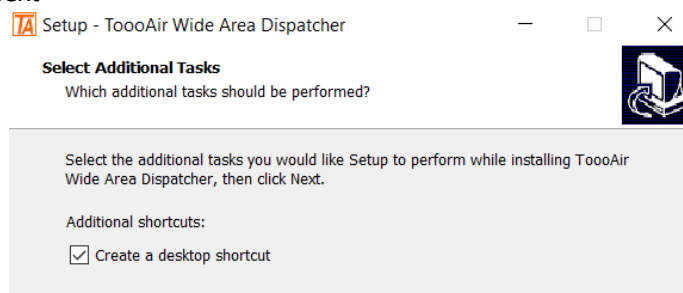 TA Setup - ToooAir Wide Area Dispatcher
Select Additional Tasks
Which additional tasks should be performed?
Select the additional tasks you would like Setup to perform while installing ToooAir
Wide Area Dispatcher, then click Next.
Additional shortcuts:
Create a desktop shortcut